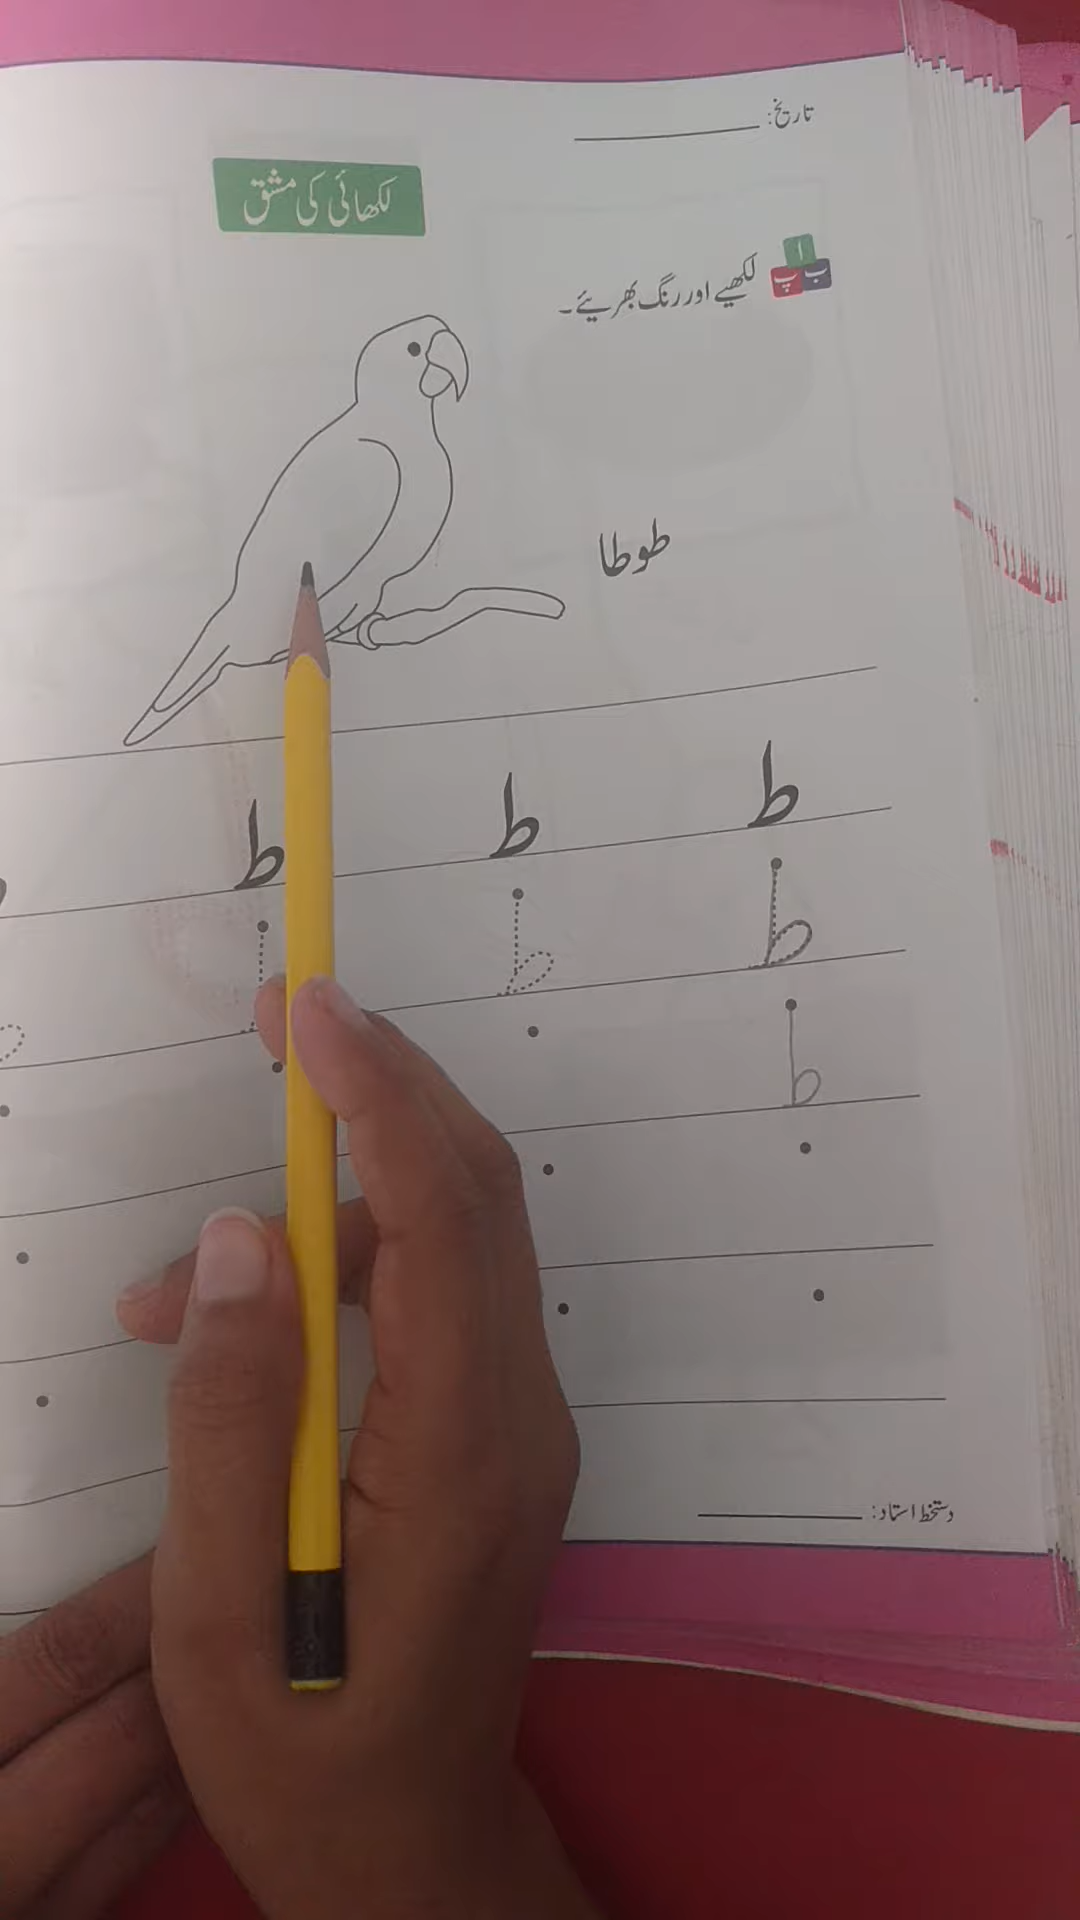 تاریخ:
لکھائی کی مشق
ا
ب پ
لکھیے اور رنگ بھریئے۔
طوطا
ط ط ط
ط ط
ط
دستخط استاد: